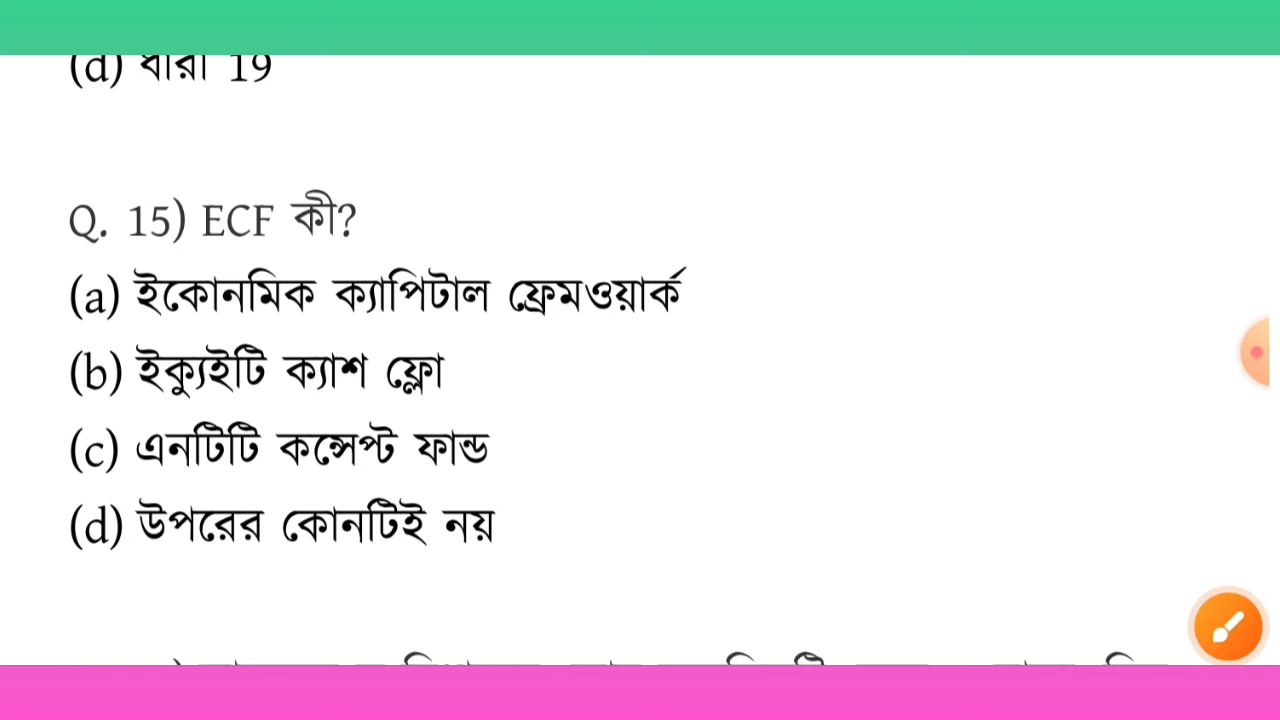 (d) ধারা 19
Q. 15) ECF কী?
(a) ইকোনমিক ক্যাপিটাল ফ্রেমওয়ার্ক
(b) ইক্যুইটি ক্যাশ ফ্লো
(c) এনটিটি কন্সেপ্ট ফান্ড
(d) উপরের কোনটিই নয়